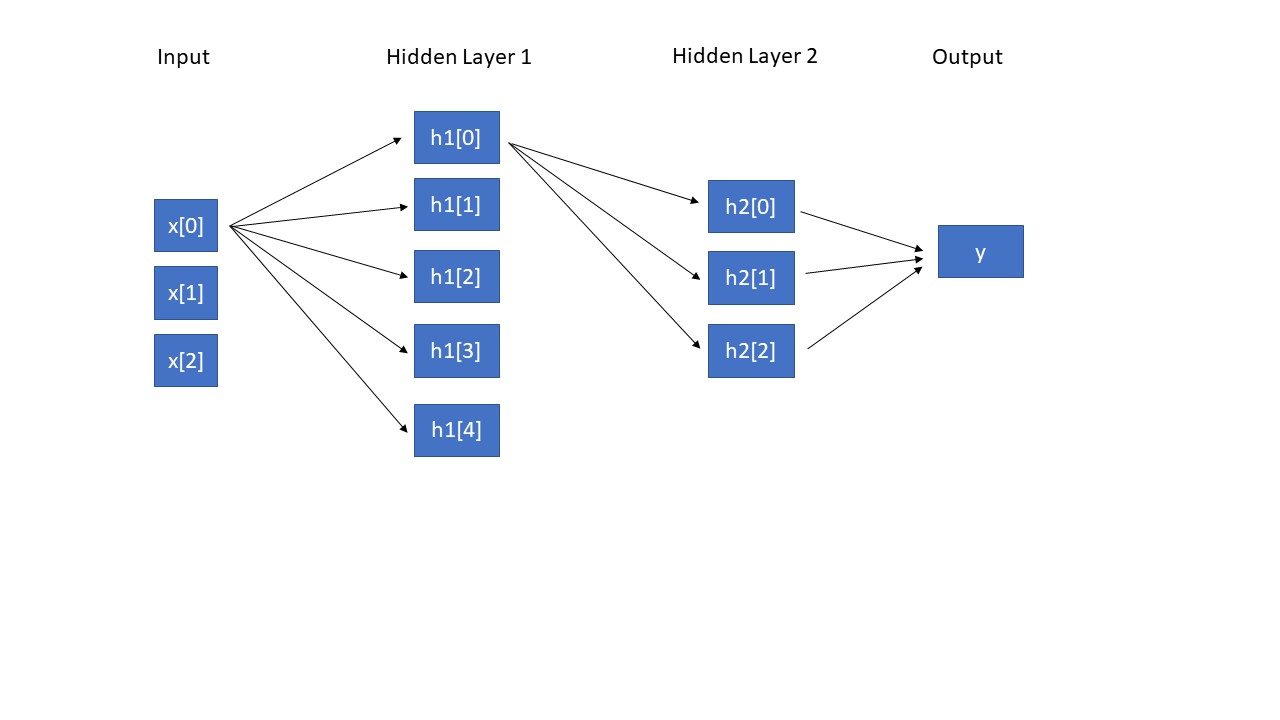 Input
Hidden Layer 1
Hidden Layer 2
Output
x[0]
x[1]
x[2]
h1[0]
h1[1]
h1[2]
h1[3]
h1[4]
h2[0]
h2[1]
h2[2]
y